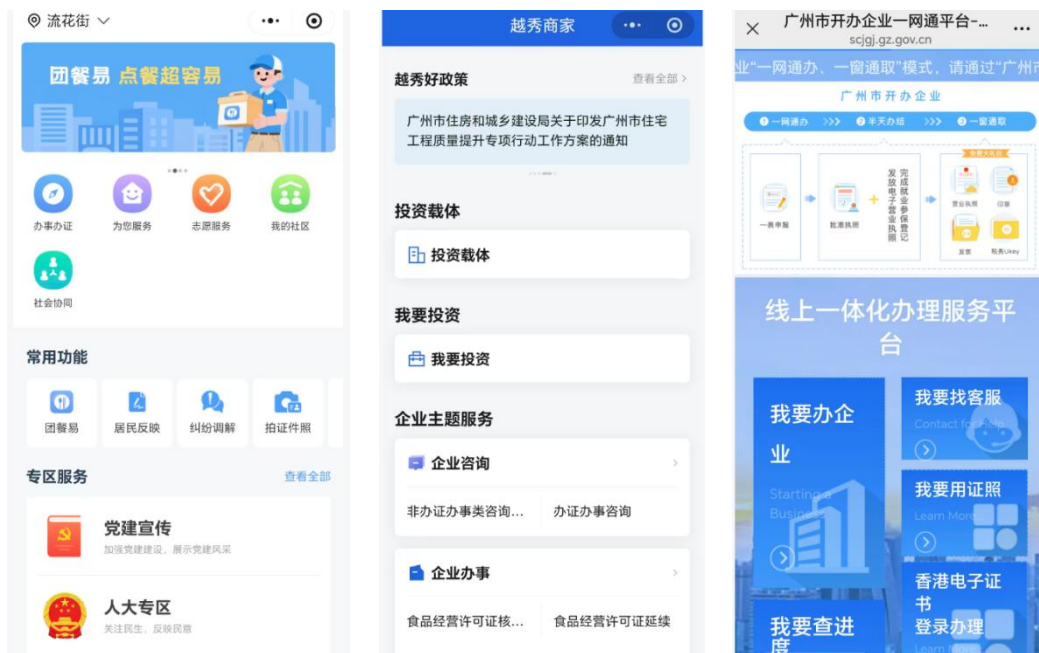 流花街
团餐易 点餐超容易
办事办证
为您服务
志愿服务
我的社区
社会协同
常用功能
团餐易
居民反映
纠纷调解
拍证件照
专区服务
查看全部
党建宣传
加强党建建设，展示党建风采
人大专区
关注民生，反映民意
越秀商家
越秀好政策
查看全部
广州市住房和城乡建设局关于印发广州市住宅
工程质量提升专项行动工作方案的通知
投资载体
投资载体
我要投资
我要投资
企业主题服务
企业咨询
非办证办事类咨询...
办证办事咨询
企业办事
食品经营许可证核...
食品经营许可证延续
广州市开办企业一网通平台-...
scjgj.gz.gov.cn
业“一网通办、一窗通取”模式，请通过“广州市
广州市开办企业
1 一网通办 >>> 2 半天办结 >>> 3 一窗通取
一表申报
批准执照
完成就业参保登记
发放电子营业执照
营业执照
印章
发票
税务Ukey
线上一体化办理服务平
台
我要办企
业
Starting a
Business
我要找客服
Contact for Help
我要用证照
Learn More
香港电子证
书
登录办理
Learn More
我要查进
度